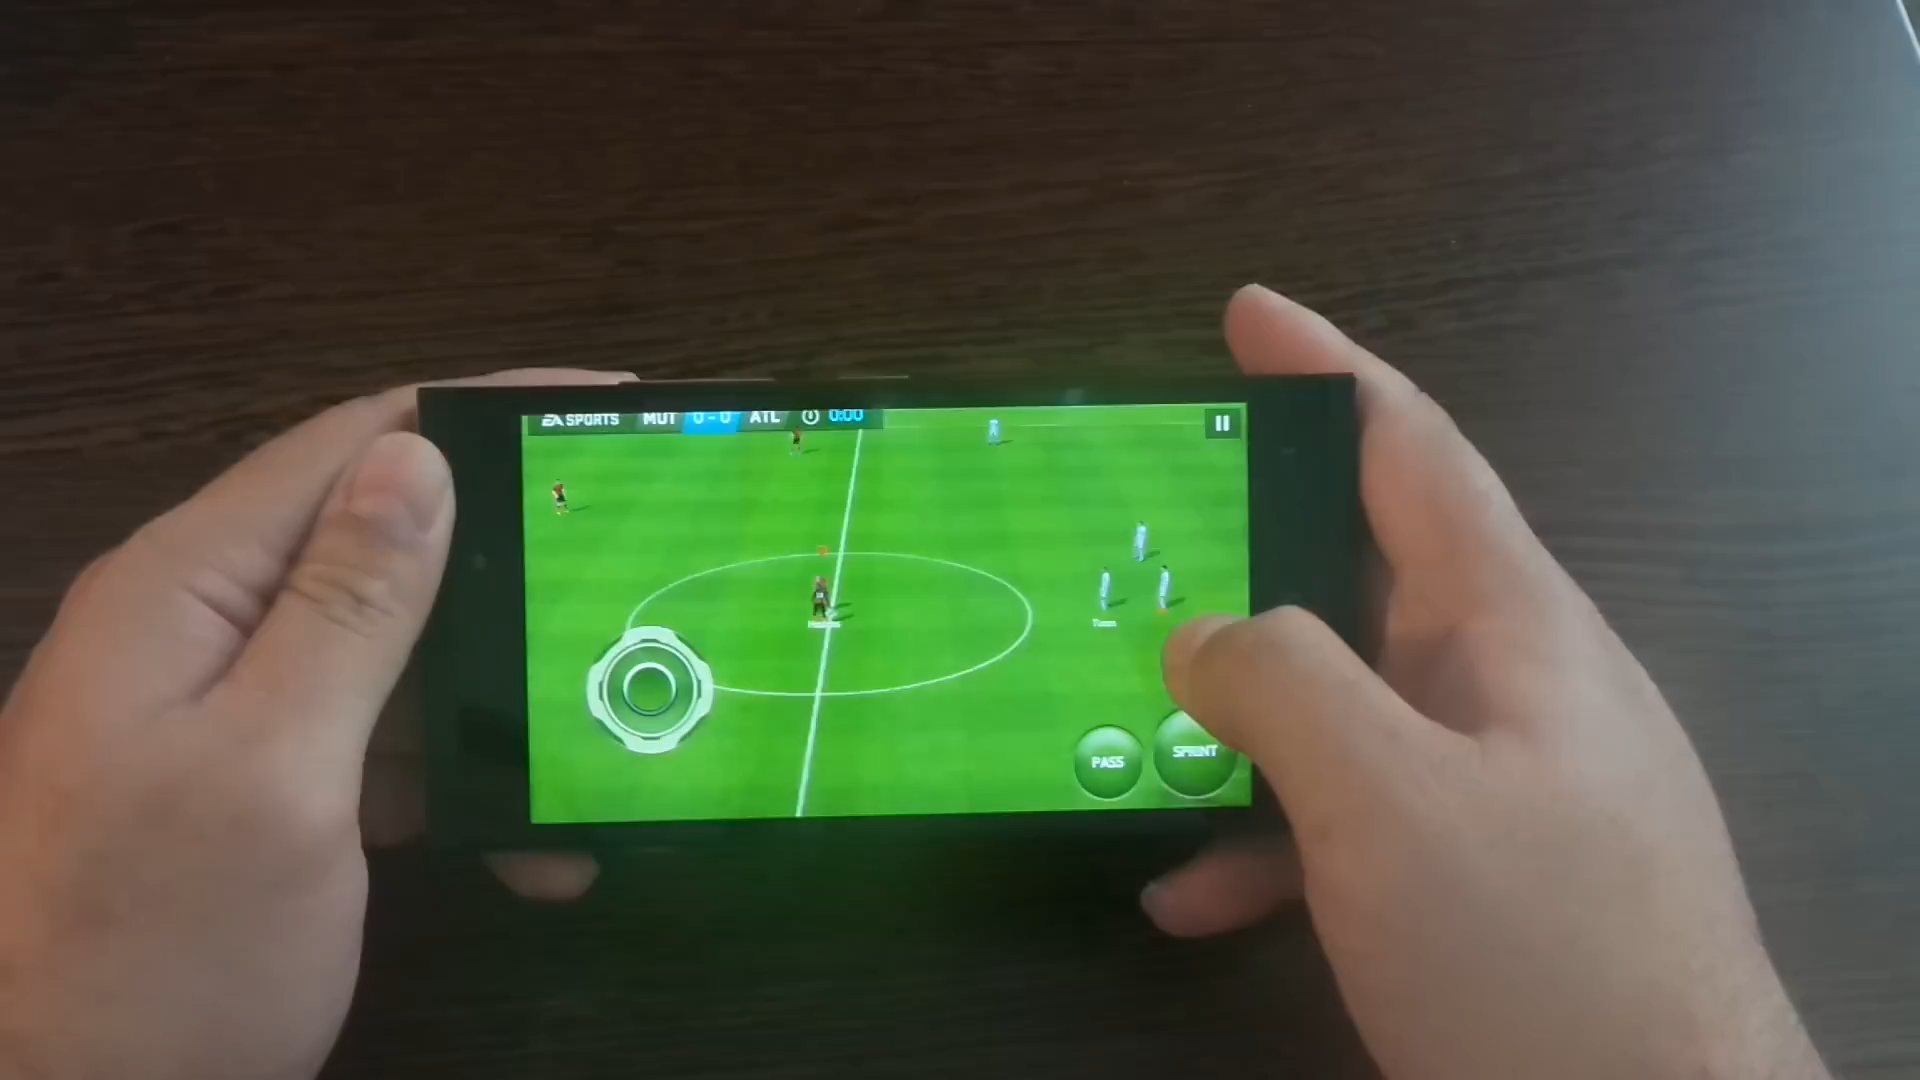 EA SPORTS MUT 0 - 0 ATL 0:00
PASS
SPRINT